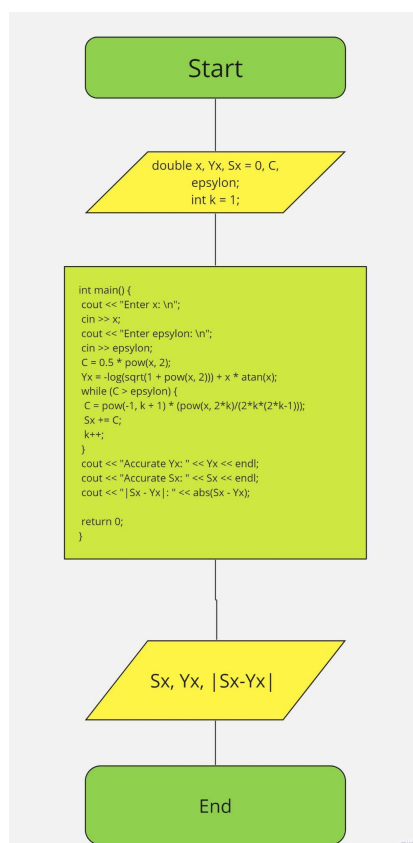 Start
double x, Yx, Sx = 0, C,
epsylon;
int k = 1;
int main() {
cout << "Enter x: \n";
cin >> x;
cout << "Enter epsylon: \n";
cin >> epsylon;
C = 0.5 * pow(x, 2);
Yx = -log(sqrt(1 + pow(x, 2))) + x * atan(x);
while (C > epsylon) {
C = pow(-1, k + 1) * (pow(x, 2*k)/(2*k*(2*k-1)));
Sx += C;
k++;
}
cout << "Accurate Yx: " << Yx << endl;
cout << "Accurate Sx: " << Sx << endl;
cout << "|Sx - Yx|: " << abs(Sx - Yx);
return 0;
}
Sx, Yx, |Sx-Yx|
End